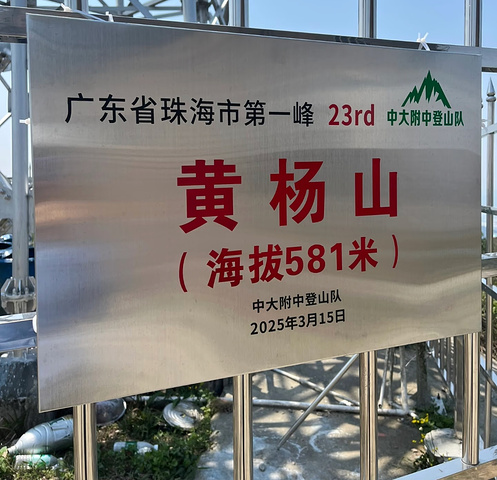 广东省珠海市第一峰 23rd 中大附中登山队
黄杨山
(海拔581米)
中大附中登山队
2025年3月15日